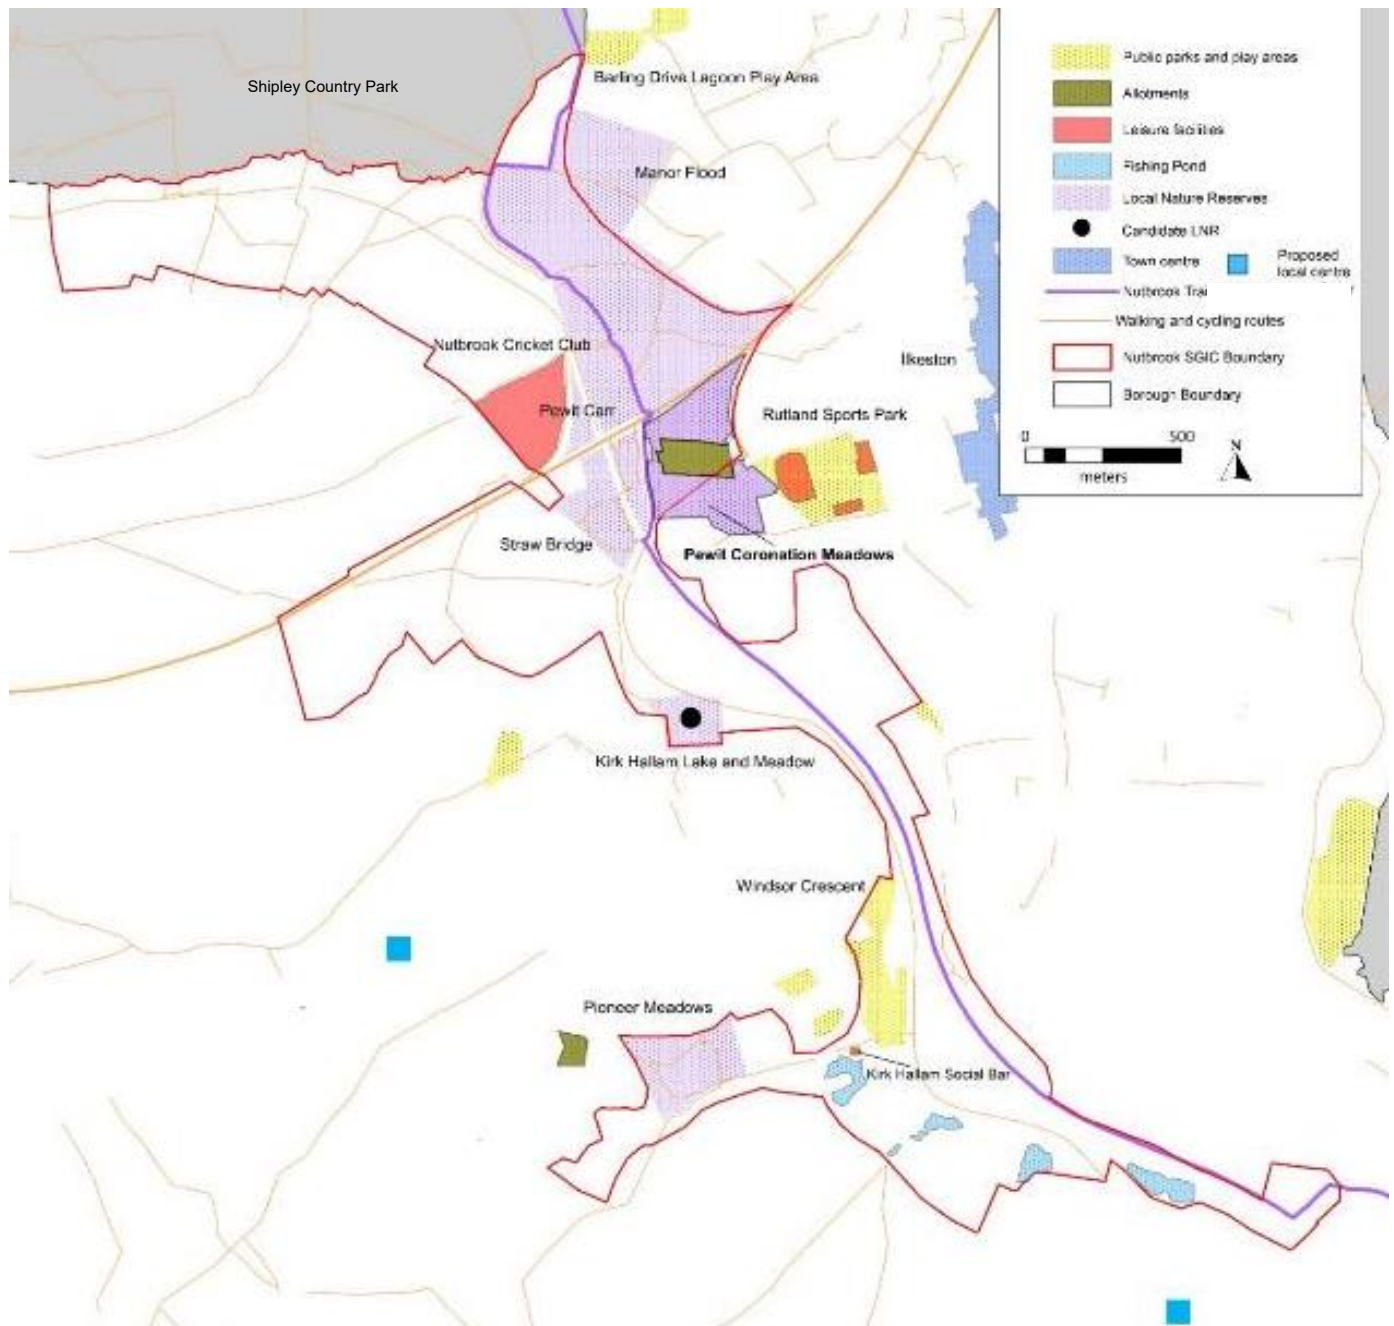 Shipley Country Park
Barling Drive Lagoon Play Area
Manor Flood
Nutbrook Cricket Club
Pewit Carr
Ilkeston
Rutland Sports Park
Straw Bridge
Pewit Coronation Meadows
Kirk Hallam Lake and Meadow
Windsor Crescent
Pioneer Meadows
Kirk Hallam Social Bar
Public parks and play areas
Allotments
Leisure facilities
Fishing Pond
Local Nature Reserves
Candidate LNR
Town centre
Proposed
local centre
Nutbrook Trai
Walking and cycling routes
Nutbrook SGIC Boundary
Borough Boundary
0 500
meters
N